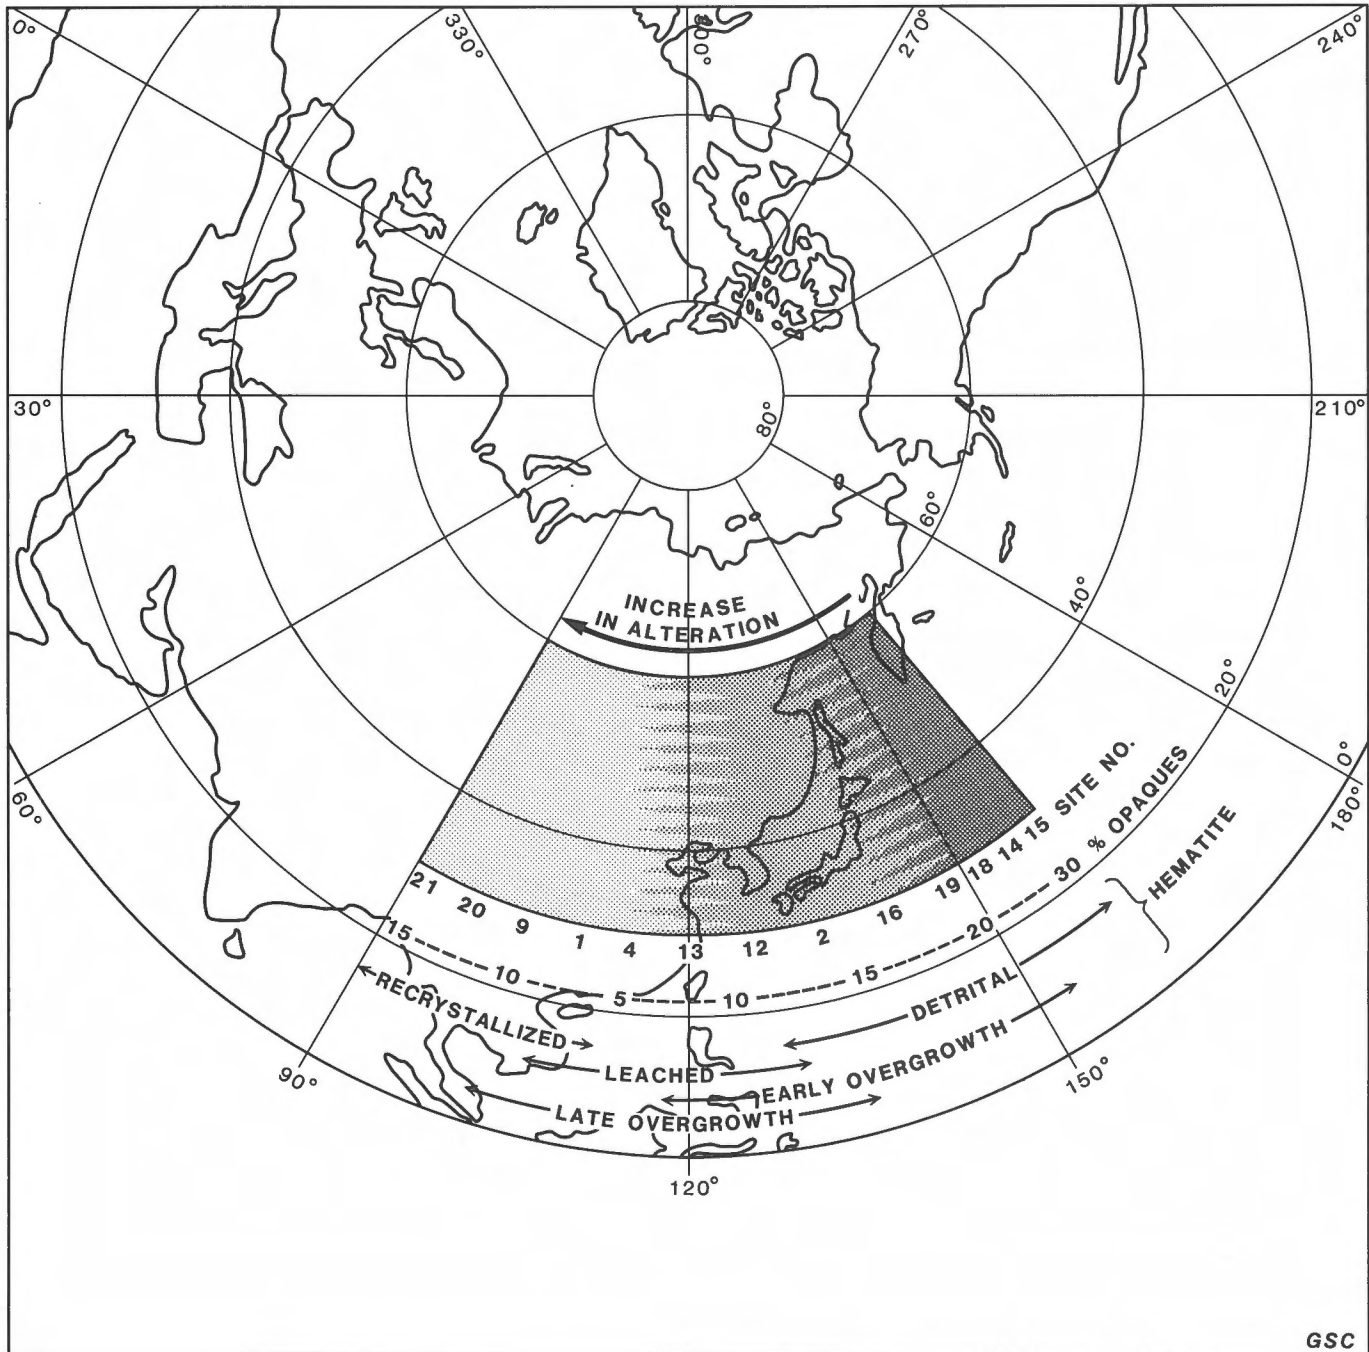 0°
330°
300°
270°
240°
30°
210°
80°
60°
40°
20°
0°
180°
60°
INCREASE
IN ALTERATION
21 20 9 1 4 13 12 2 16 19 18 14 15 SITE NO.
15-----10-----5-----10-----15-----20-----30 % OPAQUES
RECRYSTALLIZED
DETRITAL
HEMATITE
LEACHED
EARLY OVERGROWTH
LATE OVERGROWTH
90°
150°
120°
GSC